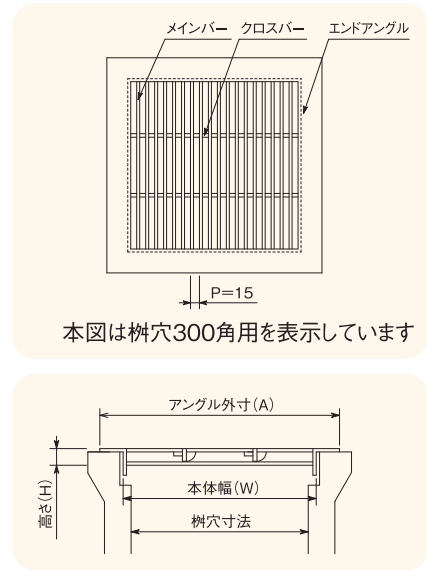 メインバー クロスバー エンドアングル
P=15
本図は桝穴300角用を表示しています
アングル外寸(A)
高さ(H)
本体幅(W)
桝穴寸法